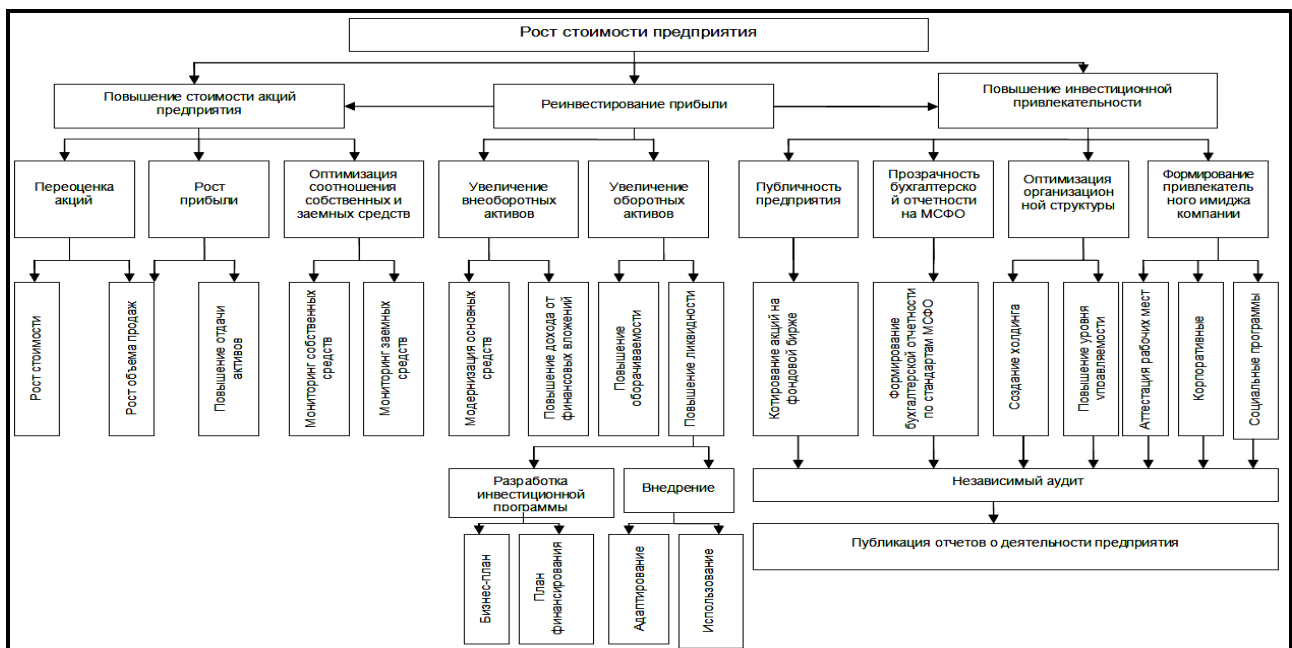 Рост стоимости предприятия
Повышение стоимости акций
предприятия
Реинвестирование прибыли
Повышение инвестиционной
привлекательности
Переоценка
акций
Рост
прибыли
Оптимизация
соотношения
собственных и
заемных средств
Увеличение
внеоборотных
активов
Увеличение
оборотных
активов
Публичность
предприятия
Прозрачность
бухгалтерско
й отчетности
на МСФО
Оптимизация
организацион
ной структуры
Формирование
привлекатель
ного имиджа
компании
Рост стоимости
Рост объема продаж
Повышение отдачи
активов
Мониторинг собственных
средств
Мониторинг заемных
средств
Модернизация основных
средств
Повышение дохода от
финансовых вложений
Повышение
оборачиваемости
Повышение ликвидности
Котирование акций на
фондовой бирже
Формирование
бухгалтерской отчетности
по стандартам МСФО
Создание холдинга
Повышение уровня
управляемости
Аттестация рабочих мест
Корпоративные
Социальные программы
Разработка
инвестиционной
программы
Внедрение
Независимый аудит
Публикация отчетов о деятельности предприятия
Бизнес-план
План
финансирования
Адаптирование
Использование